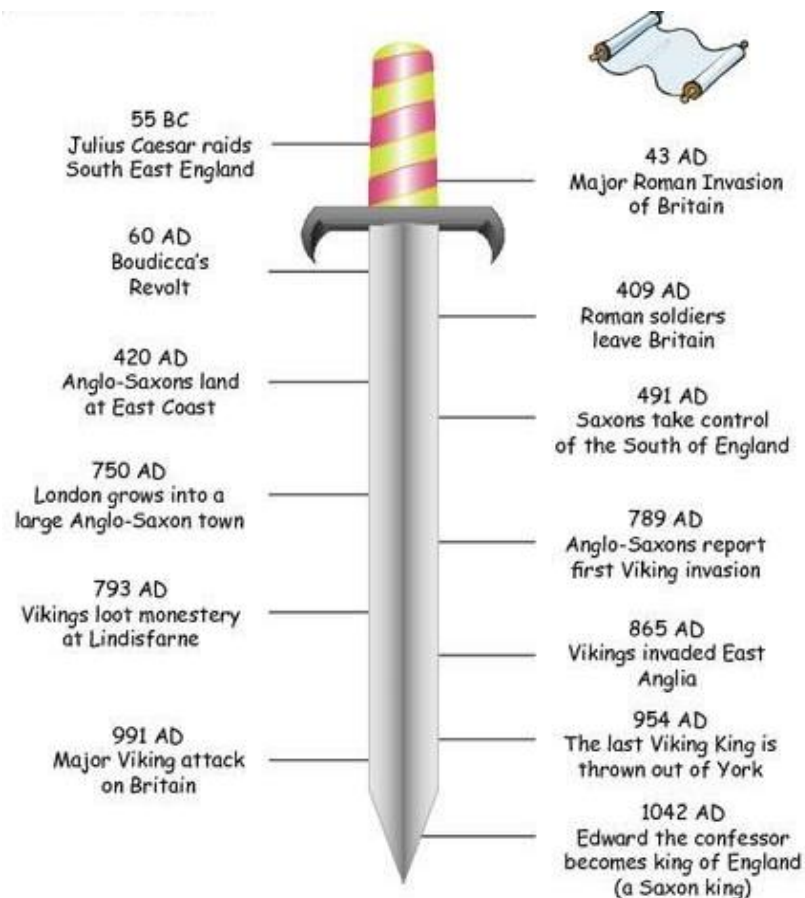 55 BC
Julius Caesar raids
South East England
43 AD
Major Roman Invasion
of Britain
60 AD
Boudicca's
Revolt
409 AD
Roman soldiers
leave Britain
420 AD
Anglo-Saxons land
at East Coast
491 AD
Saxons take control
of the South of England
750 AD
London grows into a
large Anglo-Saxon town
789 AD
Anglo-Saxons report
first Viking invasion
793 AD
Vikings loot monestery
at Lindisfarne
865 AD
Vikings invaded East
Anglia
954 AD
The last Viking King is
thrown out of York
991 AD
Major Viking attack
on Britain
1042 AD
Edward the confessor
becomes king of England
(a Saxon king)